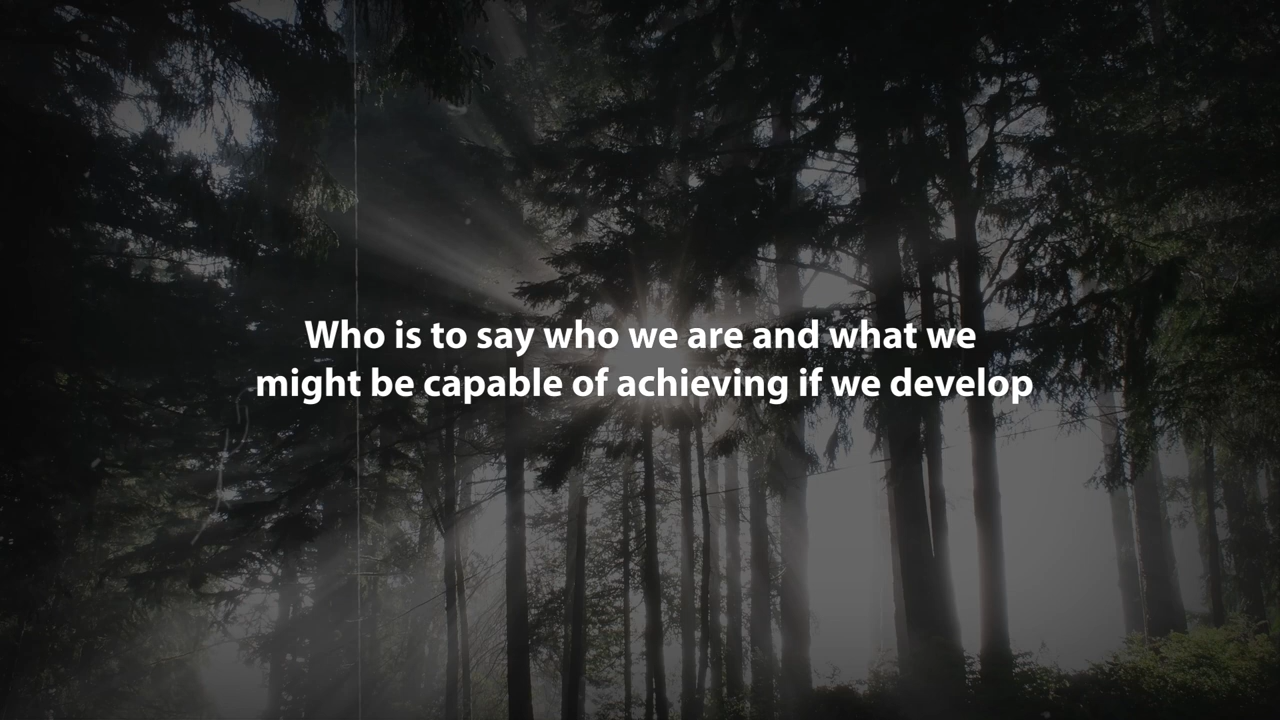 Who is to say who we are and what we
might be capable of achieving if we develop